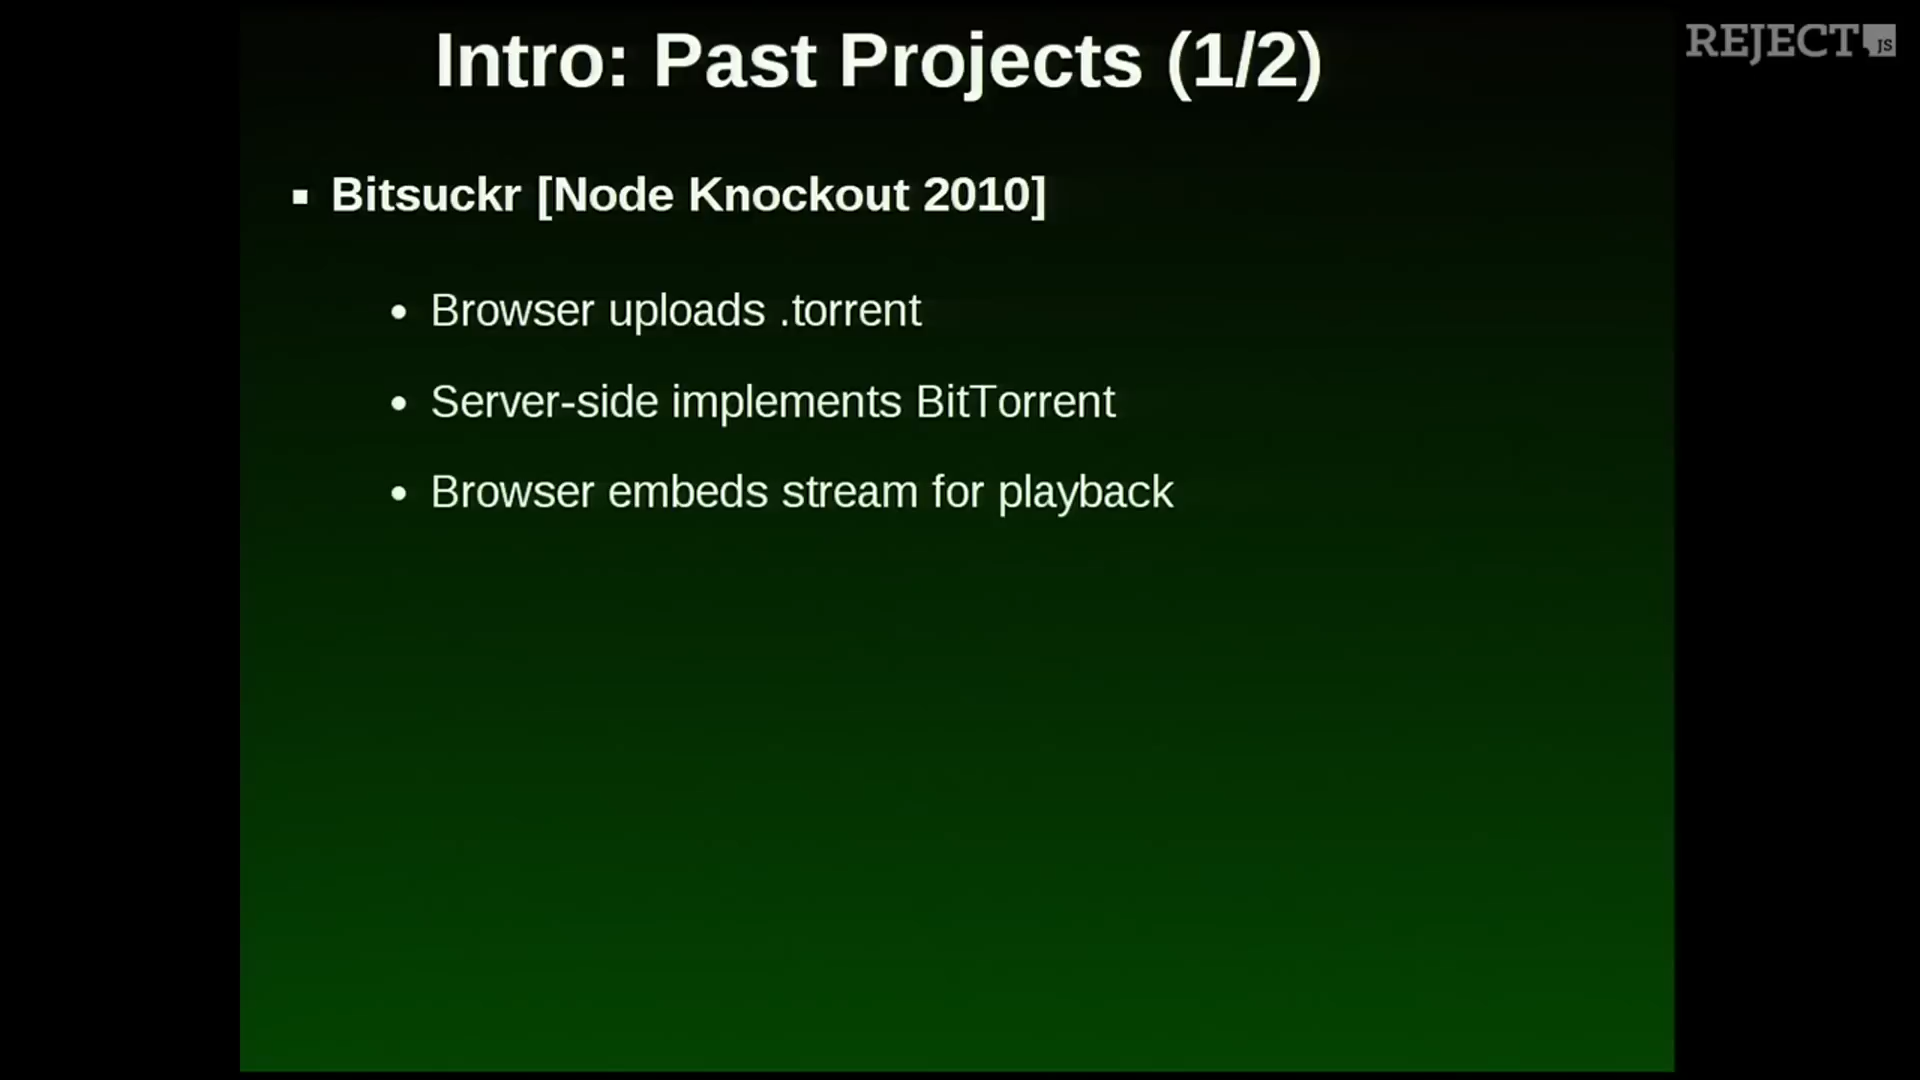 Intro: Past Projects (1/2)
REJECT JS
Bitsuckr [Node Knockout 2010]
Browser uploads .torrent
Server-side implements BitTorrent
Browser embeds stream for playback